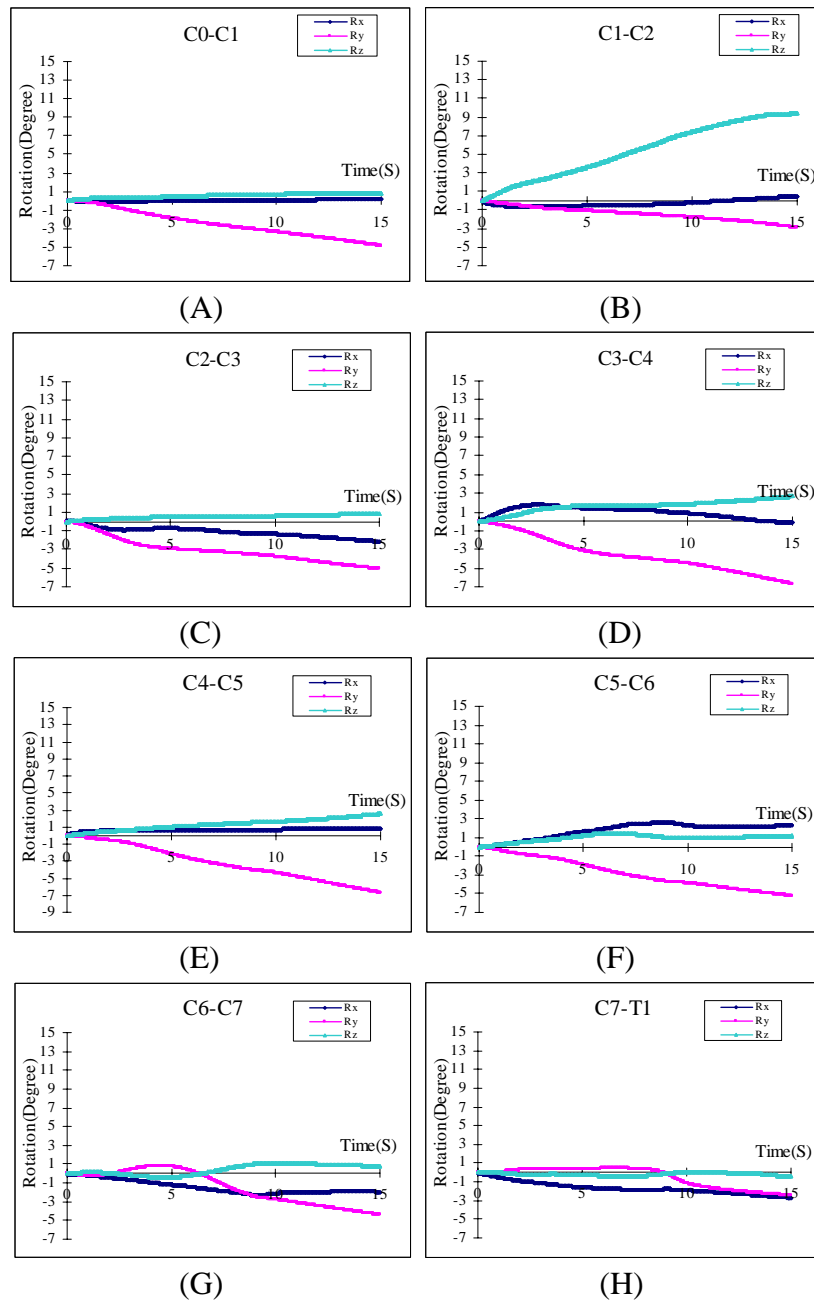 C0-C1
Rx
Ry
Rz
Rotation(Degree)
15
13
11
9
7
5
3
1
-1
-3
-5
-7
0
5
10
15
Time(S)
(A)
C1-C2
Rx
Ry
Rz
Rotation(Degree)
15
13
11
9
7
5
3
1
-1
-3
-5
-7
0
5
10
15
Time(S)
(B)
C2-C3
Rx
Ry
Rz
Rotation(Degree)
15
13
11
9
7
5
3
1
-1
-3
-5
-7
0
5
10
15
Time(S)
(C)
C3-C4
Rx
Ry
Rz
Rotation(Degree)
15
13
11
9
7
5
3
1
-1
-3
-5
-7
0
5
10
15
Time(S)
(D)
C4-C5
Rx
Ry
Rz
Rotation(Degree)
15
13
11
9
7
5
3
1
-1
-3
-5
-7
-9
0
5
10
15
Time(S)
(E)
C5-C6
Rx
Ry
Rz
Rotation(Degree)
15
13
11
9
7
5
3
1
-1
-3
-5
-7
0
5
10
15
Time(S)
(F)
C6-C7
Rx
Ry
Rz
Rotation(Degree)
15
13
11
9
7
5
3
1
-1
-3
-5
-7
0
5
10
15
Time(S)
(G)
C7-T1
Rx
Ry
Rz
Rotation(Degree)
15
13
11
9
7
5
3
1
-1
-3
-5
-7
0
5
10
15
Time(S)
(H)